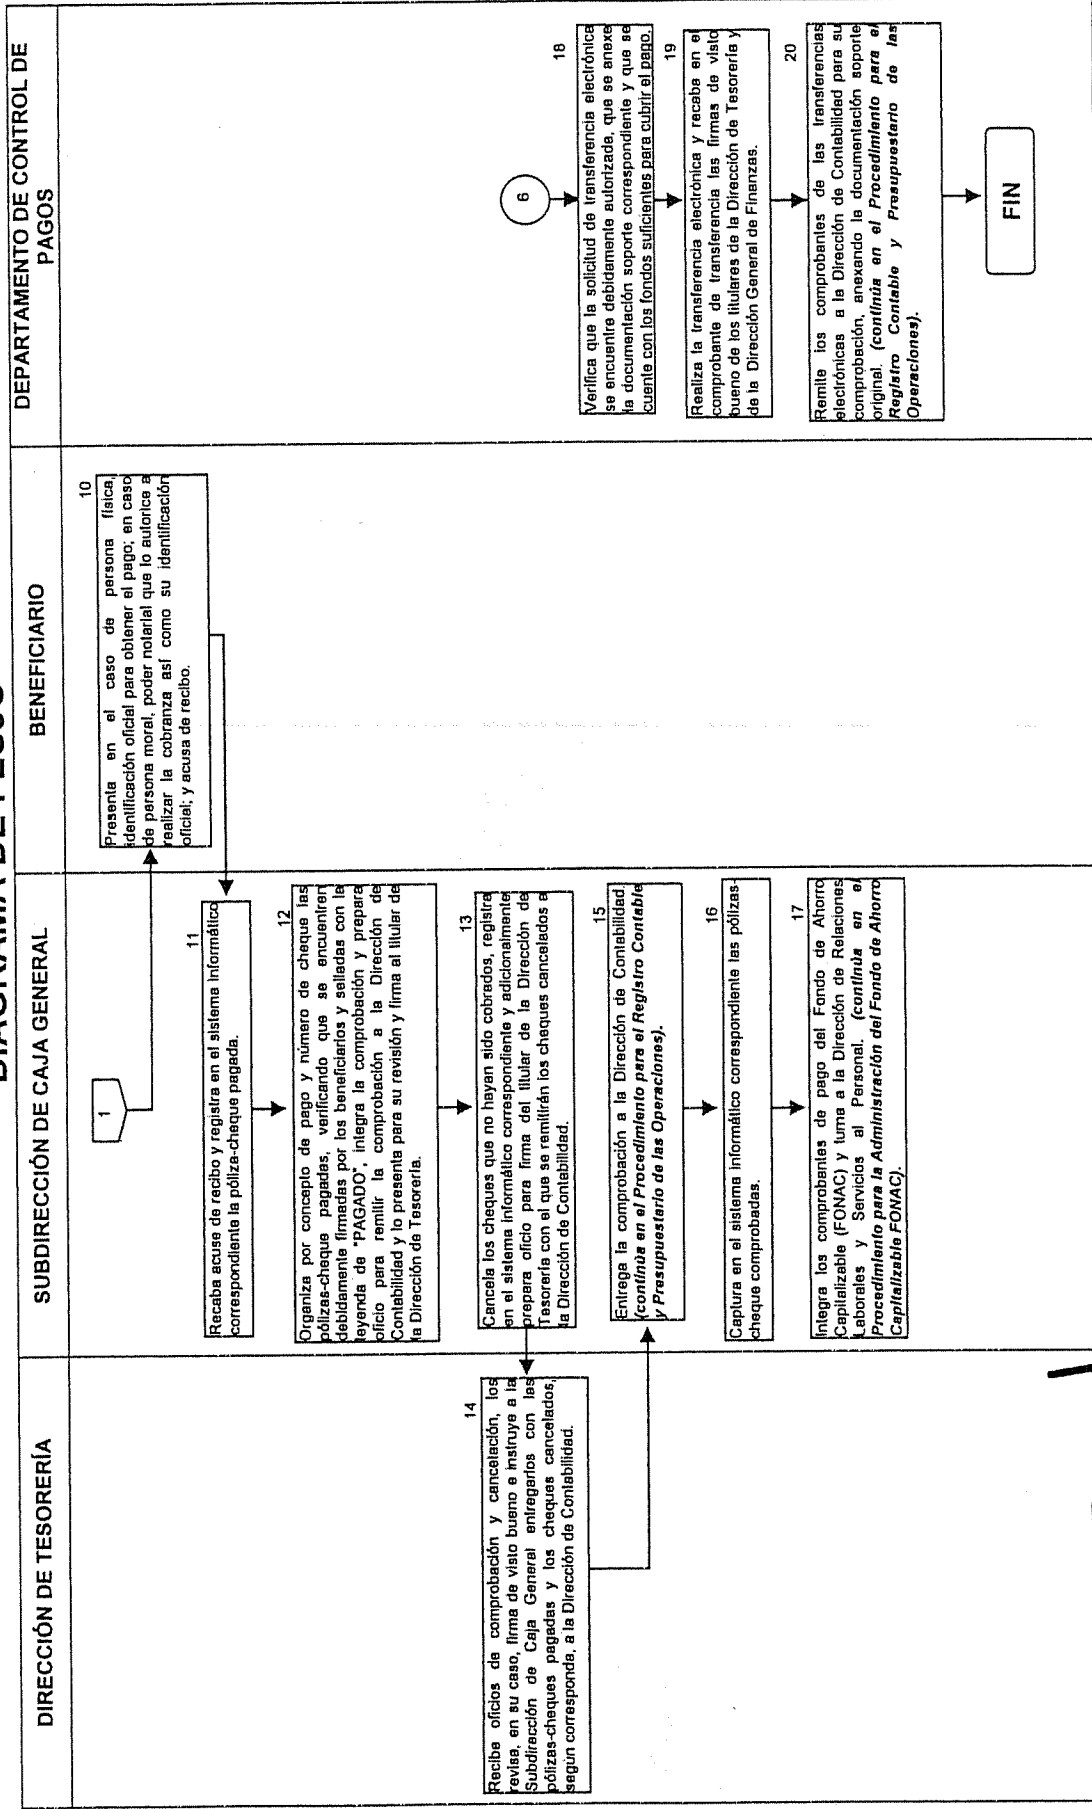 DIRECCIÓN DE TESORERÍA
SUBDIRECCIÓN DE CAJA GENERAL
BENEFICIARIO
DEPARTAMENTO DE CONTROL DE
PAGOS
1
10
Presenta en el caso de persona física,
identificación oficial para obtener el pago; en caso
de persona moral, poder notarial que lo autorice a
realizar la cobranza así como su identificación
oficial; y acusa de recibo.
11
Recaba acuse de recibo y registra en el sistema informático
correspondiente la póliza-cheque pagada.
12
Organiza por concepto de pago y número de cheque las
pólizas-cheque pagadas, verificando que se encuentren
debidamente firmadas por los beneficiarios y selladas con la
leyenda de "PAGADO", integra la comprobación y prepara
oficio para remitir la comprobación a la Dirección de
Contabilidad y lo presenta para su revisión y firma al titular de
la Dirección de Tesorería.
13
Cancela los cheques que no hayan sido cobrados, registra
en el sistema informático correspondiente y adicionalmente
prepara oficio para firma del titular de la Dirección de
Tesorería con el que se remitirán los cheques cancelados a
la Dirección de Contabilidad.
14
Recibe oficios de comprobación y cancelación, los
revisa, en su caso, firma de visto bueno e instruye a la
Subdirección de Caja General entregarlos con las
pólizas-cheques pagadas y los cheques cancelados,
según corresponda, a la Dirección de Contabilidad.
15
Entrega la comprobación a la Dirección de Contabilidad.
(continúa en el Procedimiento para el Registro Contable
y Presupuestario de las Operaciones).
16
Captura en el sistema informático correspondiente las pólizas-
cheque comprobadas.
17
Integra los comprobantes de pago del Fondo de Ahorro
Capitalizable (FONAC) y turna a la Dirección de Relaciones
Laborales y Servicios al Personal. (continúa en el
Procedimiento para la Administración del Fondo de Ahorro
Capitalizable FONAC).
6
18
Verifica que la solicitud de transferencia electrónica
se encuentre debidamente autorizada, que se anexe
la documentación soporte correspondiente y que se
cuente con los fondos suficientes para cubrir el pago.
19
Realiza la transferencia electrónica y recaba en el
comprobante de transferencia las firmas de visto
bueno de los titulares de la Dirección de Tesorería y
de la Dirección General de Finanzas.
20
Remite los comprobantes de las transferencias
electrónicas a la Dirección de Contabilidad para su
comprobación, anexando la documentación soporte
original. (continúa en el Procedimiento para el
Registro Contable y Presupuestario de las
Operaciones).
FIN